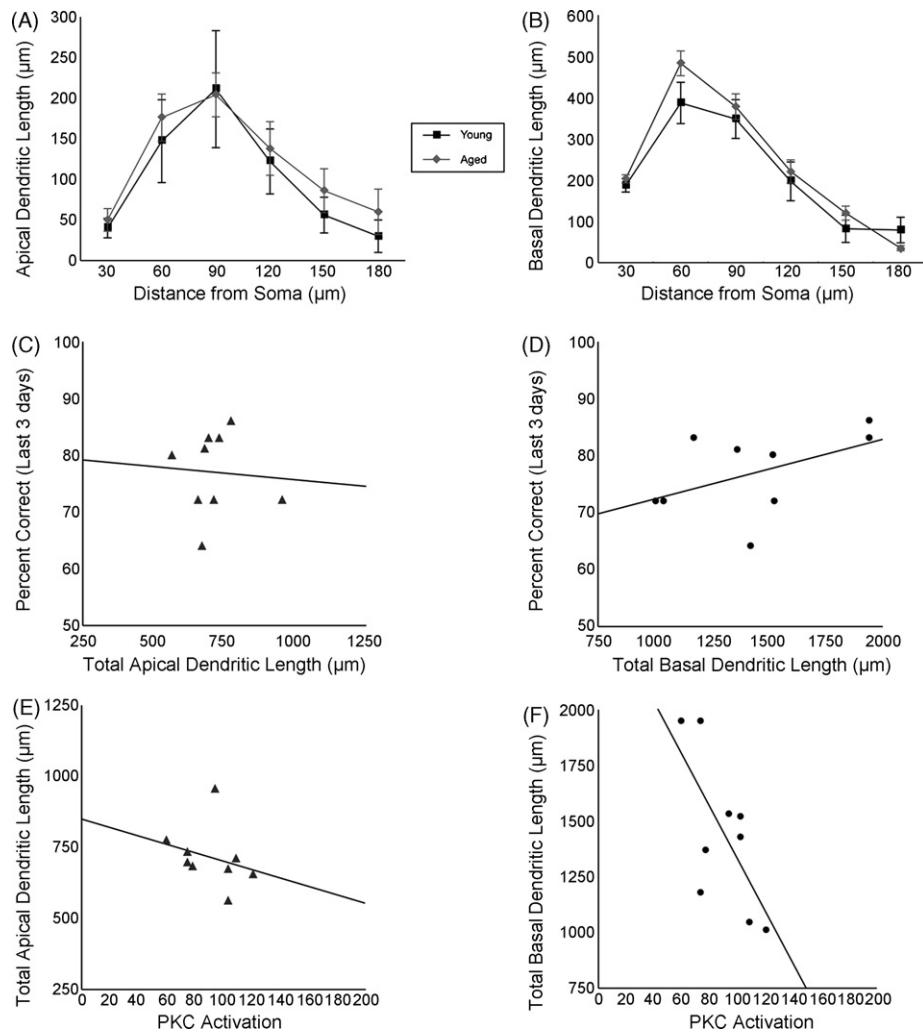 (A)
Apical Dendritic Length (µm)
300
250
200
150
100
50
0
30 60 90 120 150 180
Distance from Soma (µm)
Young
Aged
(B)
Basal Dendritic Length (µm)
600
500
400
300
200
100
0
30 60 90 120 150 180
Distance from Soma (µm)
(C)
Percent Correct (Last 3 days)
100
90
80
70
60
50
250 500 750 1000 1250
Total Apical Dendritic Length (µm)
(D)
Percent Correct (Last 3 days)
100
90
80
70
60
50
750 1000 1250 1500 1750 2000
Total Basal Dendritic Length (µm)
(E)
Total Apical Dendritic Length (µm)
1250
1000
750
500
250
0 20 40 60 80 100 120 140 160 180 200
PKC Activation
(F)
Total Basal Dendritic Length (µm)
2000
1750
1500
1250
1000
750
0 20 40 60 80 100 120 140 160 180 200
PKC Activation